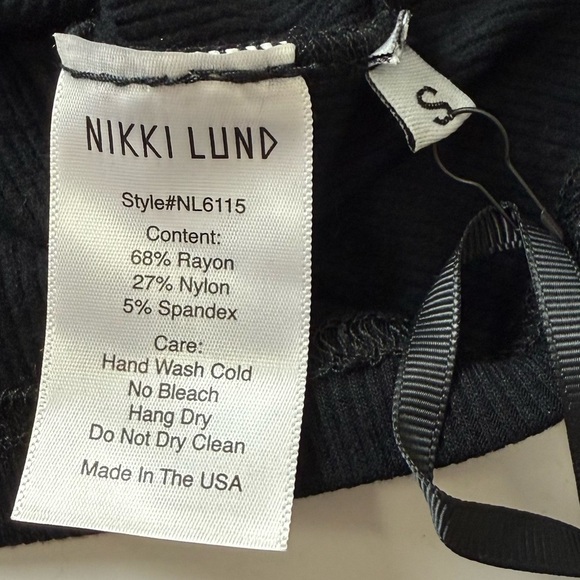 NIKKI LUND
Style#NL6115
Content:
68% Rayon
27% Nylon
5% Spandex
Care:
Hand Wash Cold
No Bleach
Hang Dry
Do Not Dry Clean
Made In The USA
S